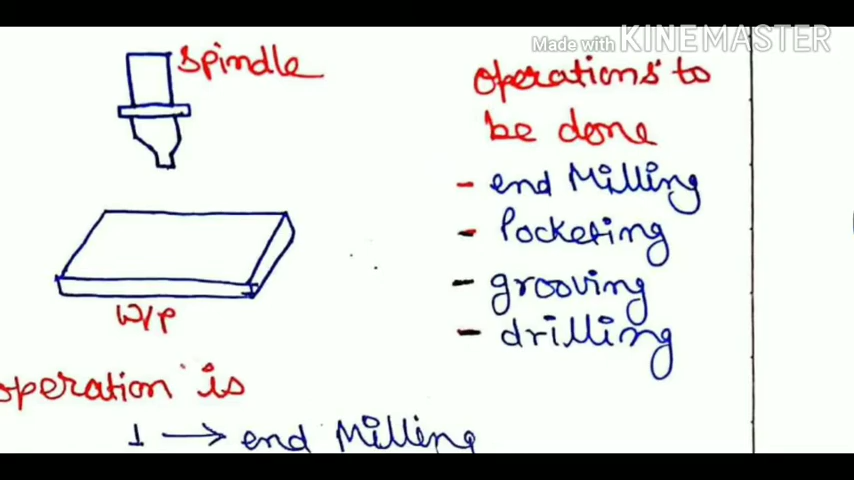 Made with KINEMASTER
Spindle
W/P
operations to
be done
- end Milling
- Pocketing
- grooving
- drilling
operation is
1 → end Milling